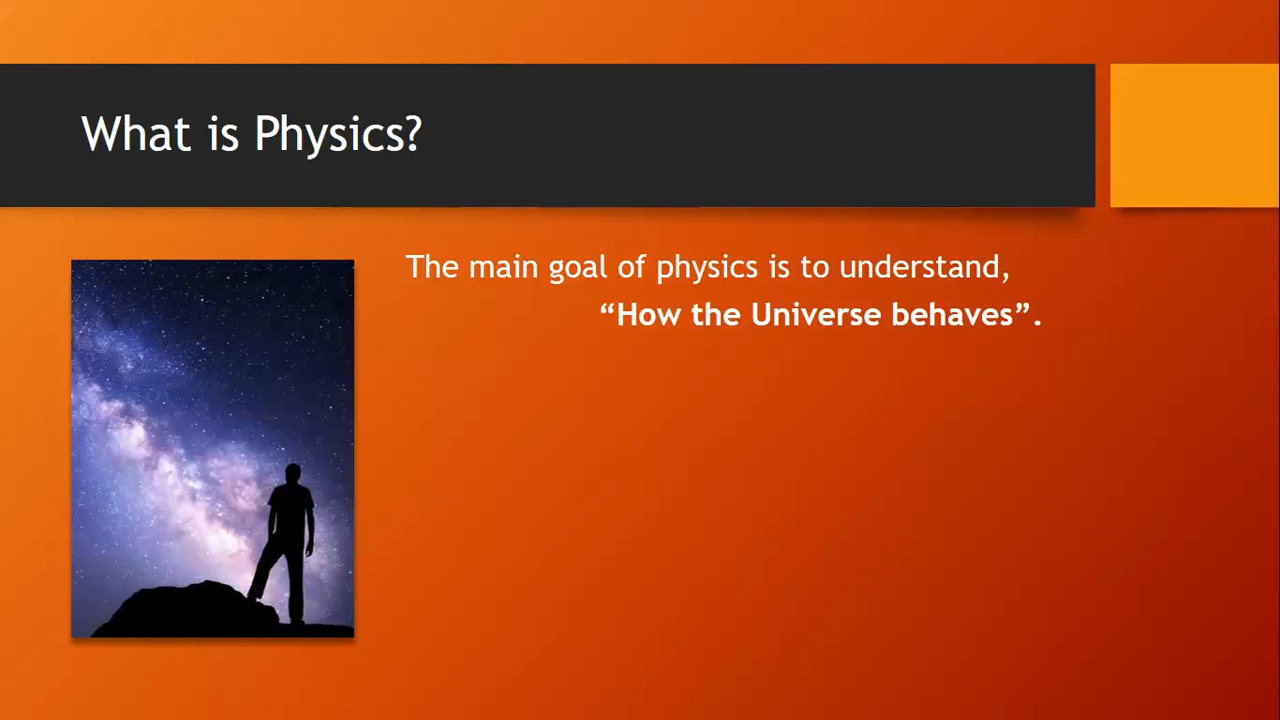 What is Physics?
The main goal of physics is to understand,
“How the Universe behaves”.